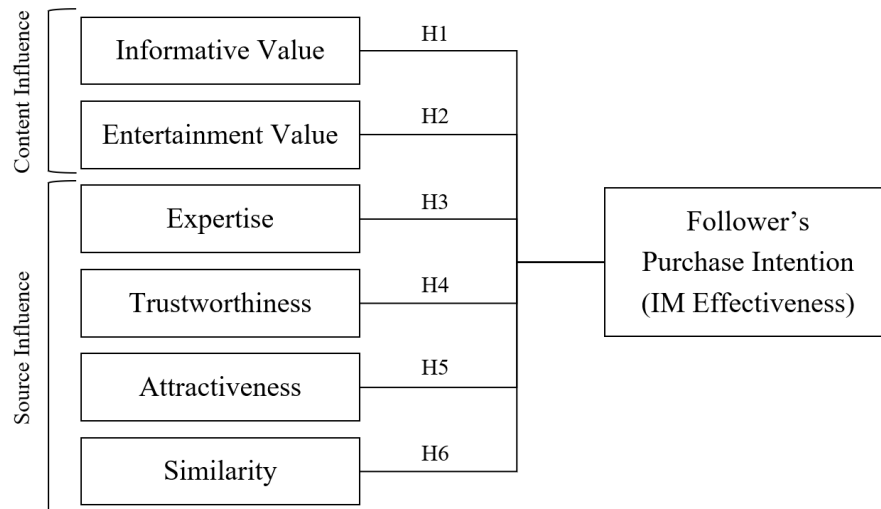 Content Influence
Informative Value
H1
Entertainment Value
H2
Source Influence
Expertise
H3
Trustworthiness
H4
Attractiveness
H5
Similarity
H6
Follower's
Purchase Intention
(IM Effectiveness)